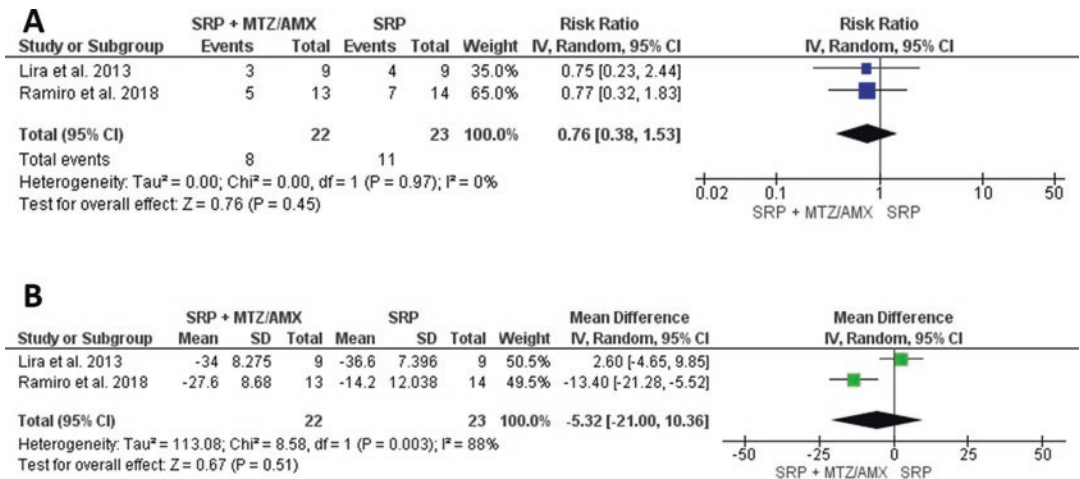 A
SRP + MTZ/AMX SRP Risk Ratio Risk Ratio
Study or Subgroup Events Total Events Total Weight IV, Random, 95% CI IV, Random, 95% CI
Lira et al. 2013 3 9 4 9 35.0% 0.75 [0.23, 2.44]
Ramiro et al. 2018 5 13 7 14 65.0% 0.77 [0.32, 1.83]
Total (95% CI) 22 23 100.0% 0.76 [0.38, 1.53]
Total events 8 11
Heterogeneity: Tau² = 0.00; Chi² = 0.00, df = 1 (P = 0.97); I² = 0%
Test for overall effect: Z = 0.76 (P = 0.45)
0.02 0.1 1 10 50
SRP + MTZ/AMX SRP
B
SRP + MTZ/AMX SRP Mean Difference Mean Difference
Study or Subgroup Mean SD Total Mean SD Total Weight IV, Random, 95% CI IV, Random, 95% CI
Lira et al. 2013 -34 8.275 9 -36.6 7.396 9 50.5% 2.60 [-4.65, 9.85]
Ramiro et al. 2018 -27.6 8.68 13 -14.2 12.038 14 49.5% -13.40 [-21.28, -5.52]
Total (95% CI) 22 23 100.0% -5.32 [-21.00, 10.36]
Heterogeneity: Tau² = 113.08; Chi² = 8.58, df = 1 (P = 0.003); I² = 88%
Test for overall effect: Z = 0.67 (P = 0.51)
-50 -25 0 25 50
SRP + MTZ/AMX SRP